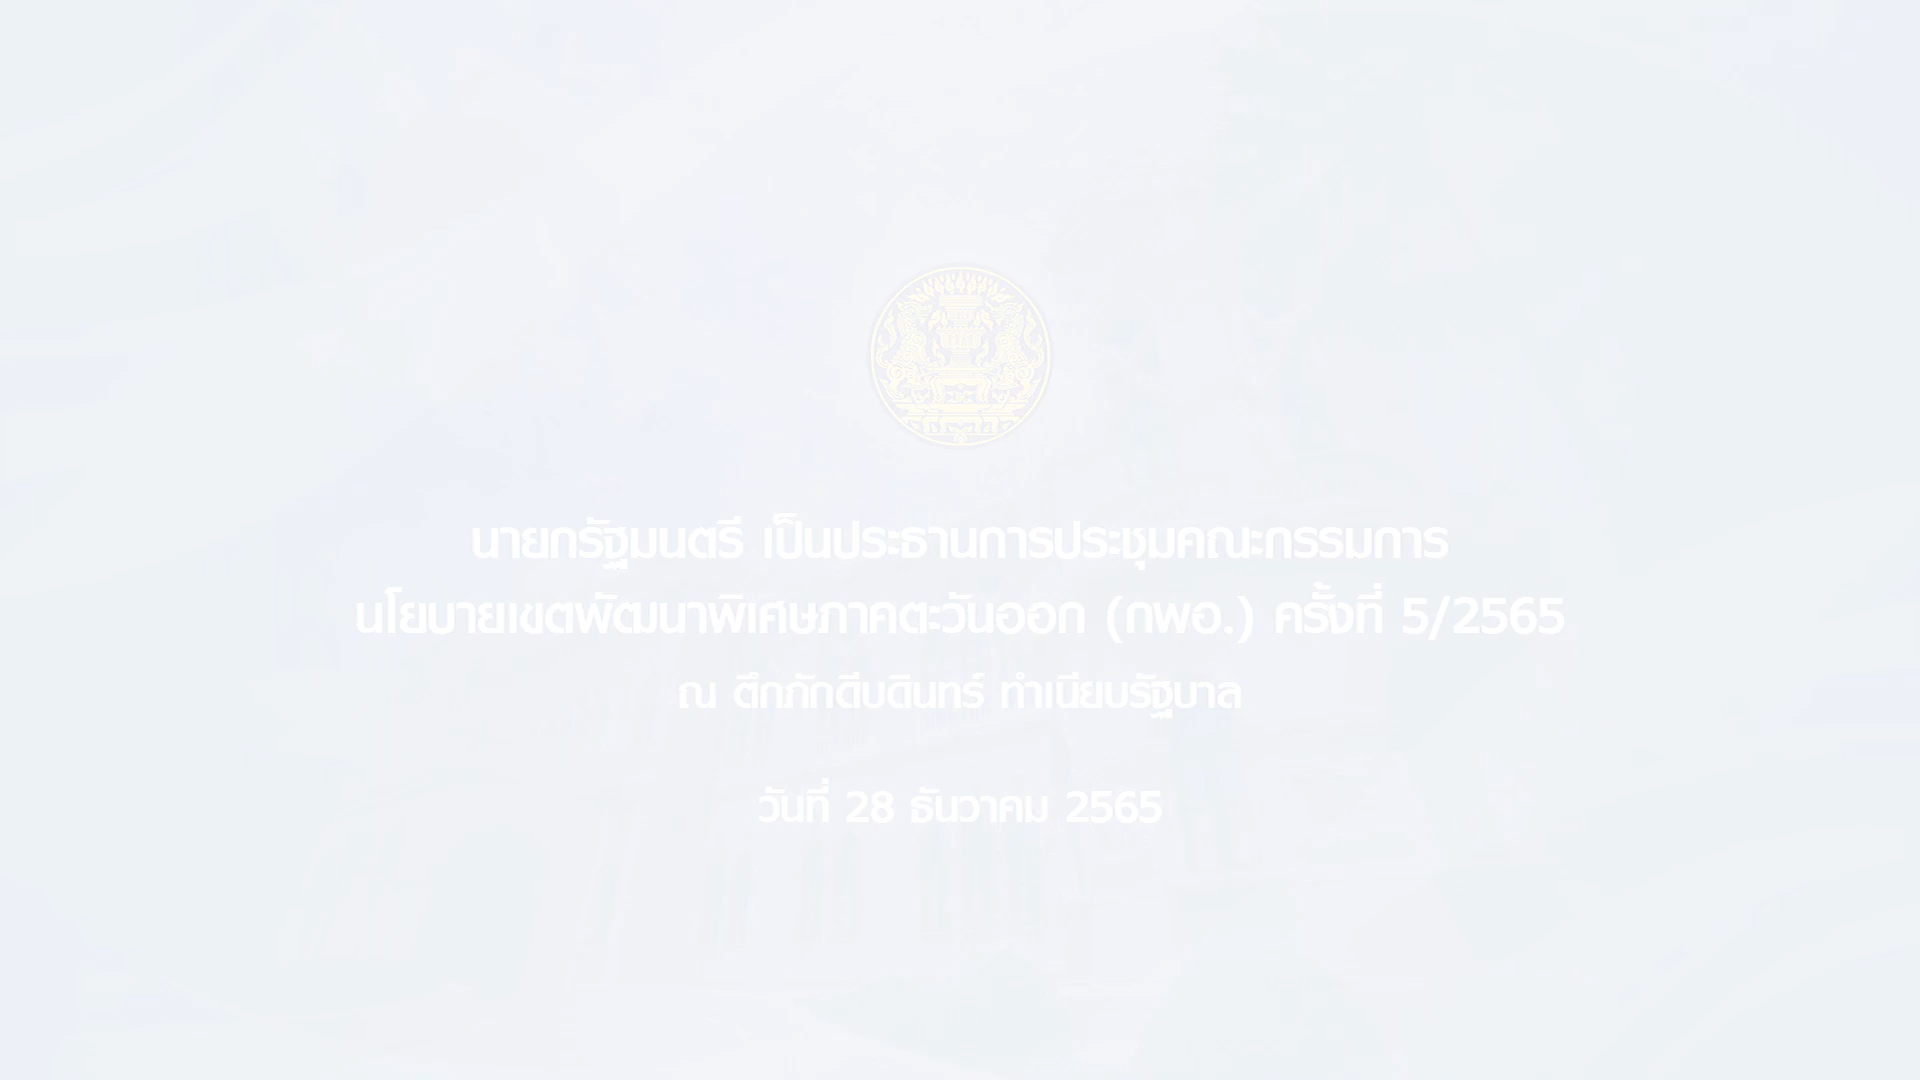 นายกรัฐมนตรี เป็นประธานการประชุมคณะกรรมการ
นโยบายเขตพัฒนาพิเศษภาคตะวันออก (กพอ.) ครั้งที่ 5/2565
ณ ตึกภักดีบดินทร์ ทำเนียบรัฐบาล
วันที่ 28 ธันวาคม 2565